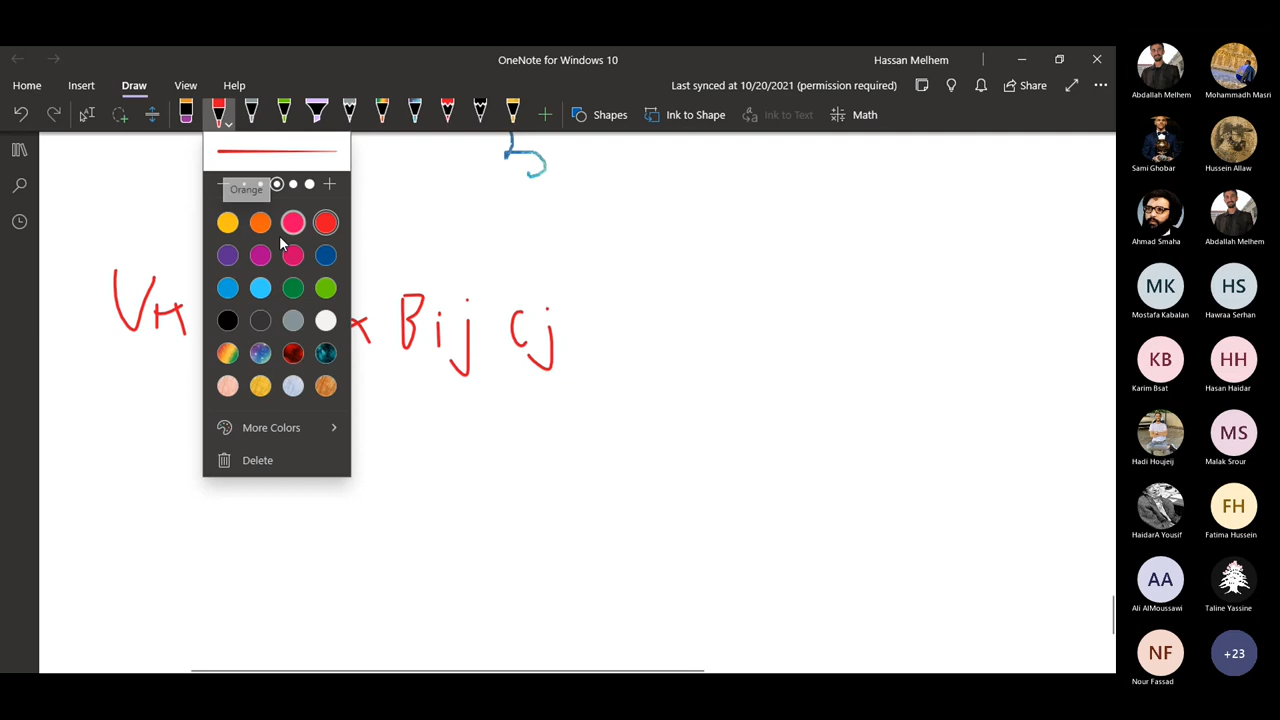 OneNote for Windows 10
Hassan Melhem
Home Insert Draw View Help
Last synced at 10/20/2021 (permission required)
Share
Shapes
Ink to Shape
Ink to Text
Math
Orange
More Colors
Delete
VH x Bij Cj
Abdallah Melhem
Mohammadh Masri
Sami Ghobar
Hussein Allaw
Ahmad Smaha
Abdallah Melhem
MK
HS
Mostafa Kabalan
Hawraa Serhan
KB
HH
Karim Bsat
Hasan Haidar
MS
Hadi Houjeij
Malak Srour
FH
HaidarA Yousif
Fatima Hussein
AA
Ali AlMoussawi
Taline Yassine
NF
+23
Nour Fassad